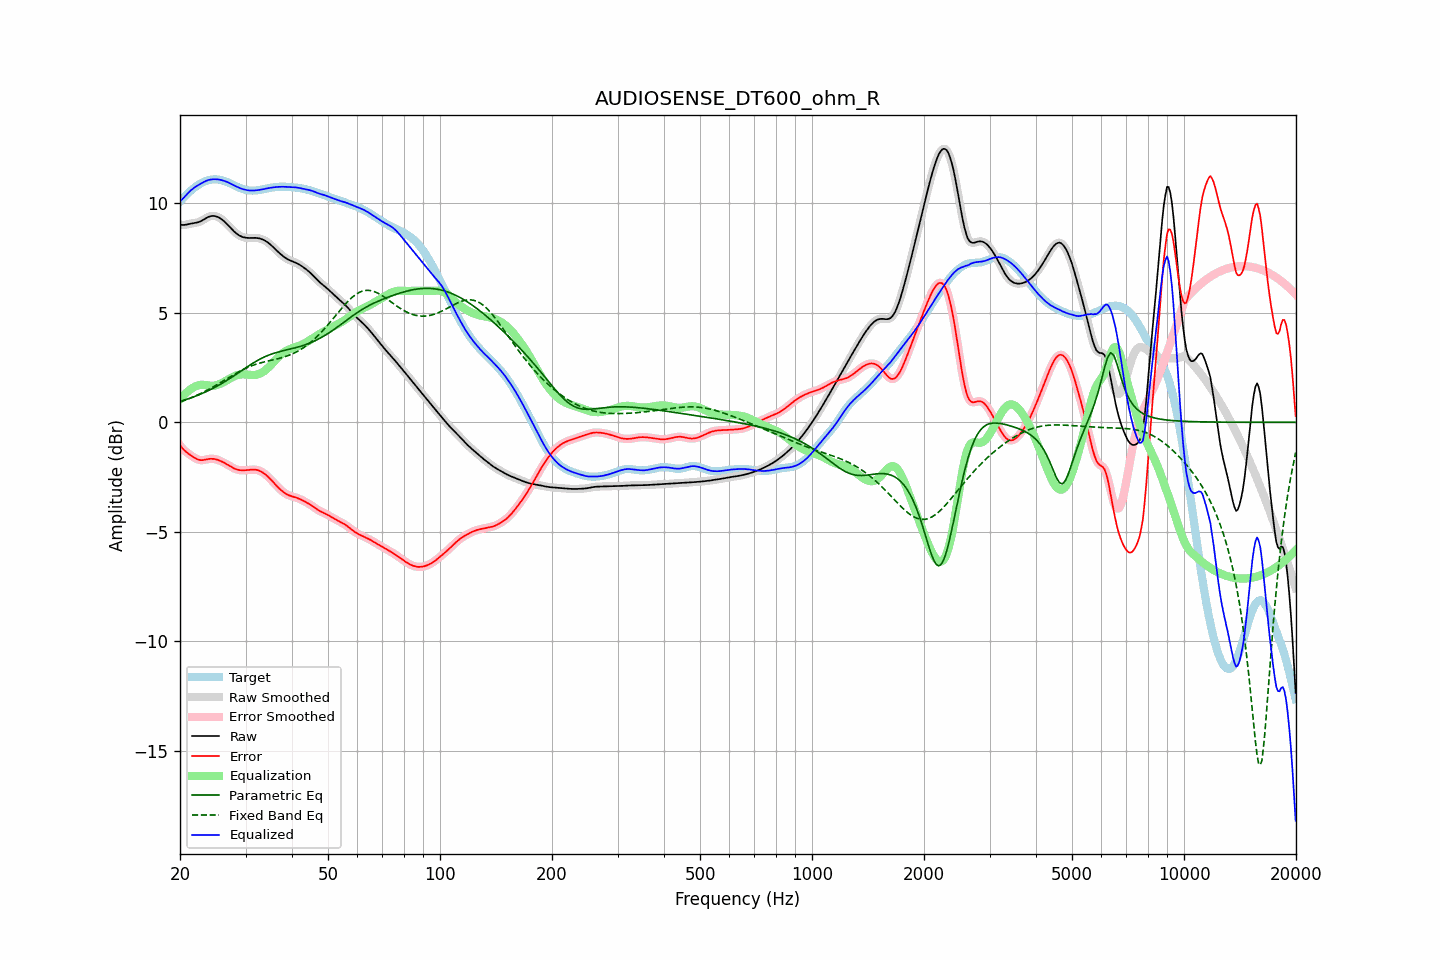 AUDIOSENSE_DT600_ohm_R
10
5
0
−5
−10
−15
Amplitude (dBr)
Target
Raw Smoothed
Error Smoothed
Raw
Error
Equalization
Parametric Eq
Fixed Band Eq
Equalized
20 50 100 200 500 1000 2000 5000 10000 20000
Frequency (Hz)